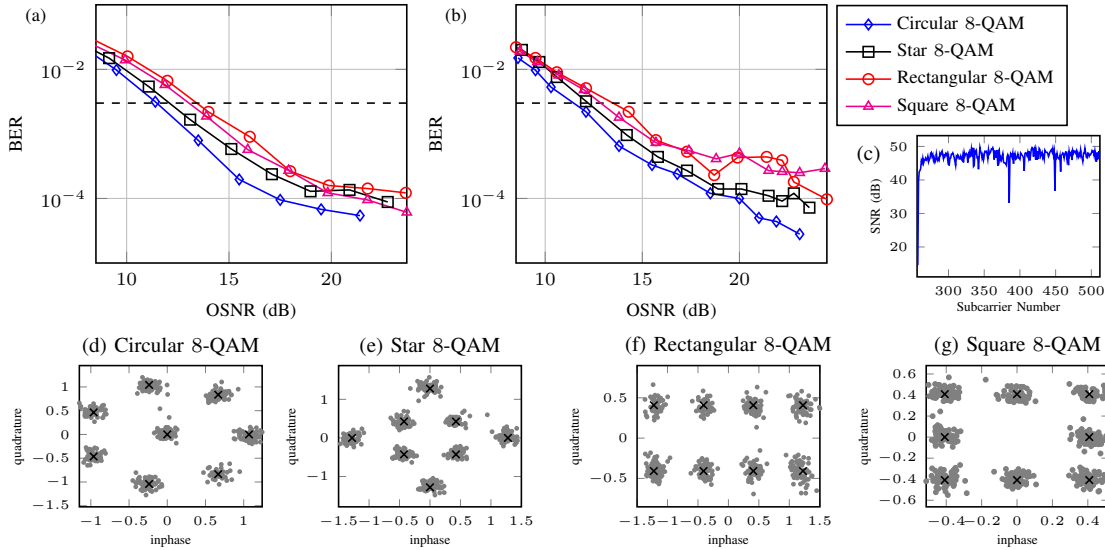 (a)
10−2
10−4
BER
10
15
20
OSNR (dB)
(b)
10−2
10−4
BER
10
15
20
OSNR (dB)
Circular 8-QAM
Star 8-QAM
Rectangular 8-QAM
Square 8-QAM
(c)
50
40
30
20
SNR (dB)
300
400
500
Subcarrier Number
(d) Circular 8-QAM
1
0.5
0
−0.5
−1
−1.5
quadrature
−1
0
1
inphase
(e) Star 8-QAM
1
0
−1
quadrature
−1.5
−1
−0.5
0
0.5
1
1.5
inphase
(f) Rectangular 8-QAM
0.5
0
−0.5
quadrature
−1.5
−1
−0.5
0
0.5
1
1.5
inphase
(g) Square 8-QAM
0.6
0.4
0.2
0
−0.2
−0.4
−0.6
quadrature
−0.4
−0.2
0
0.2
0.4
inphase